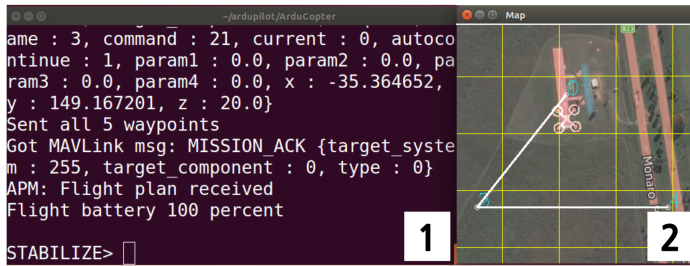 ~/ardupilot/ArduCopter
ame : 3, command : 21, current : 0, autoco
ntinue : 1, param1 : 0.0, param2 : 0.0, pa
ram3 : 0.0, param4 : 0.0, x : -35.364652,
y : 149.167201, z : 20.0}
Sent all 5 waypoints
Got MAVLink msg: MISSION_ACK {target_syste
m : 255, target_component : 0, type : 0}
APM: Flight plan received
Flight battery 100 percent
STABILIZE>
1
Map
B23
Monaro
3
4
2